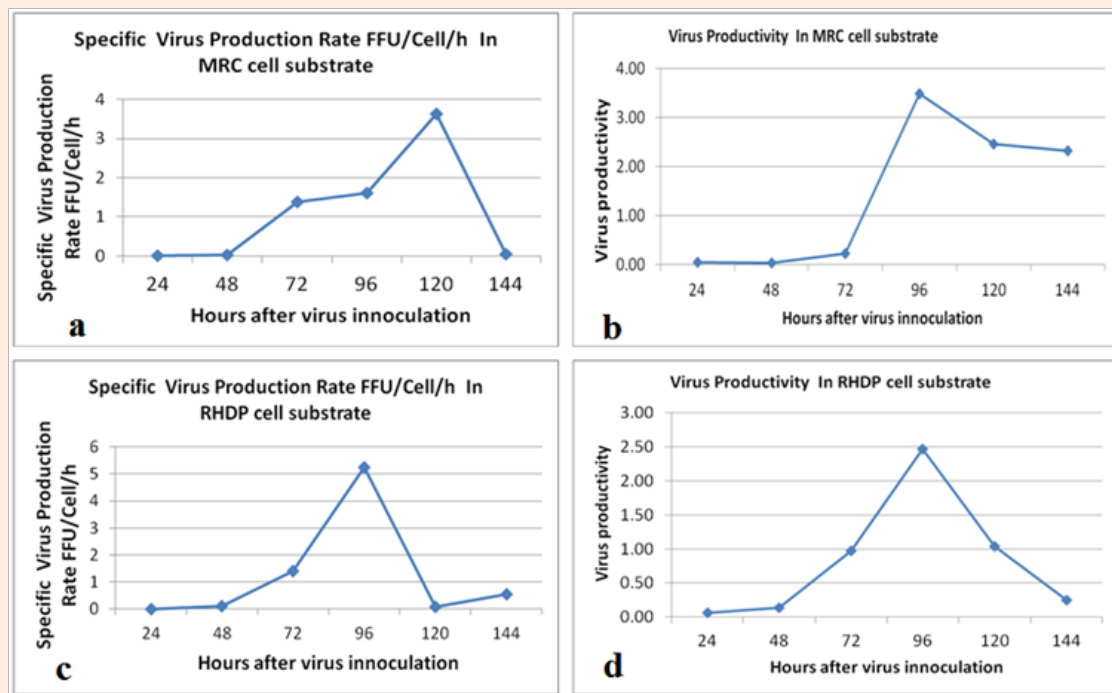 Specific Virus Production Rate FFU/Cell/h In
MRC cell substrate
Specific Virus Production
Rate FFU/Cell/h
4
3
2
1
0
24 48 72 96 120 144
Hours after virus innoculation
a
Virus Productivity In MRC cell substrate
Virus productivity
4.00
3.00
2.00
1.00
0.00
24 48 72 96 120 144
Hours after virus innoculation
b
Specific Virus Production Rate FFU/Cell/h In
RHDP cell substrate
Specific Virus Production
Rate FFU/Cell/h
6
5
4
3
2
1
0
24 48 72 96 120 144
Hours after virus innoculation
c
Virus Productivity In RHDP cell substrate
Virus productivity
3.00
2.50
2.00
1.50
1.00
0.50
0.00
24 48 72 96 120 144
Hours after virus innoculation
d